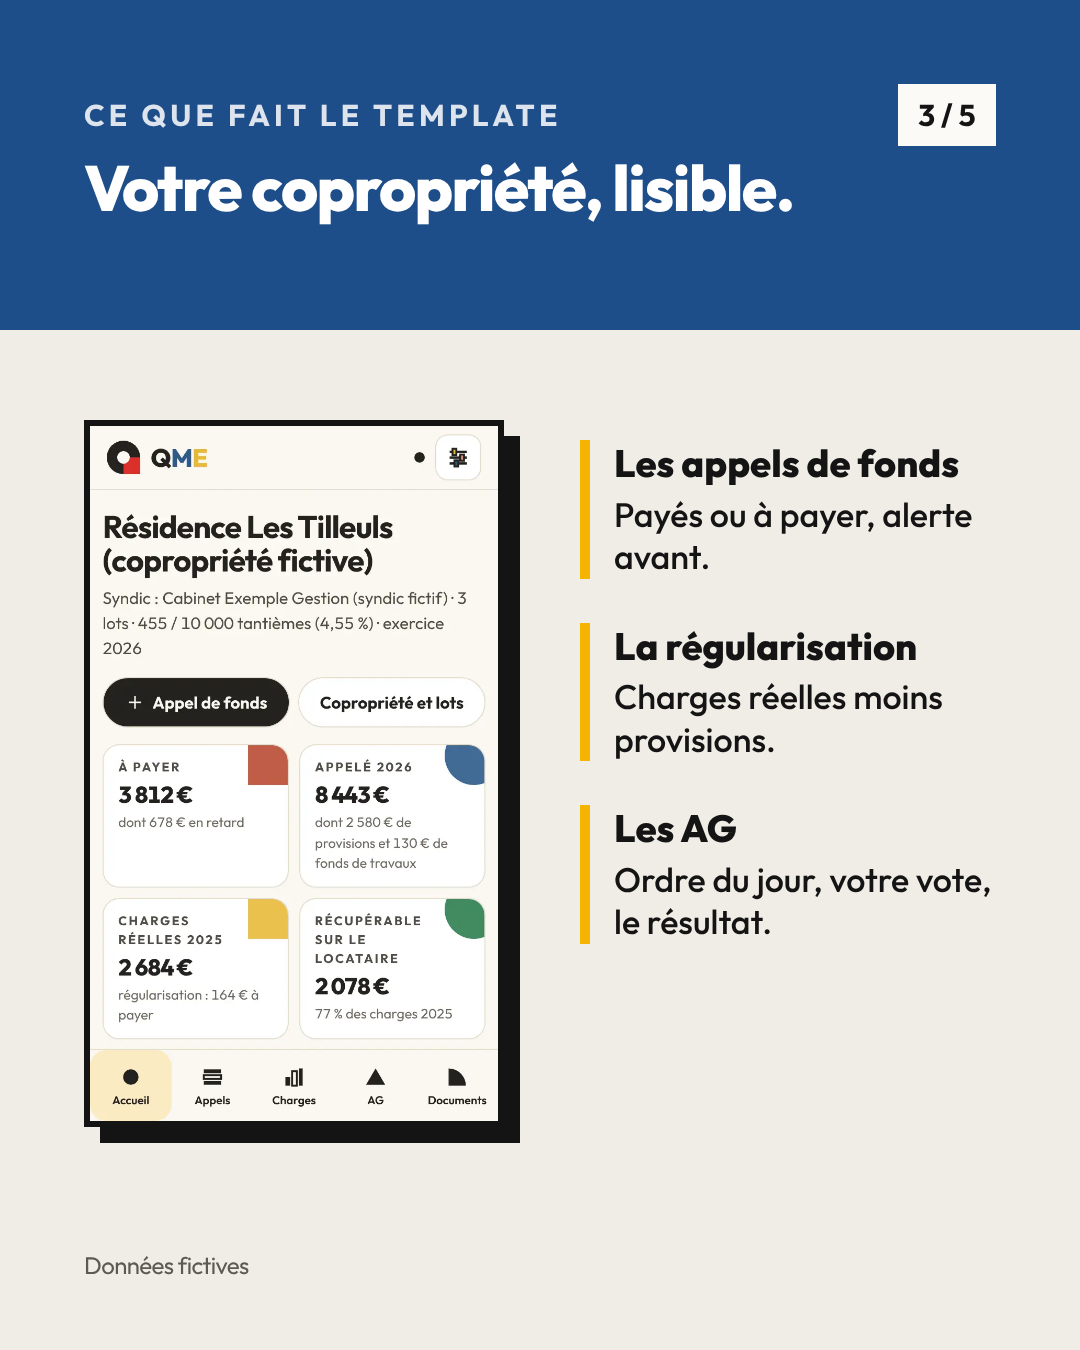 CE QUE FAIT LE TEMPLATE
3 / 5
Votre copropriété, lisible.
QME
Résidence Les Tilleuls
(copropriété fictive)
Syndic : Cabinet Exemple Gestion (syndic fictif) · 3
lots · 455 / 10 000 tantièmes (4,55 %) · exercice
2026
+ Appel de fonds
Copropriété et lots
À PAYER
3 812 €
dont 678 € en retard
APPELÉ 2026
8 443 €
dont 2 580 € de
provisions et 130 € de
fonds de travaux
CHARGES
RÉELLES 2025
2 684 €
régularisation : 164 € à
payer
RÉCUPÉRABLE
SUR LE
LOCATAIRE
2 078 €
77 % des charges 2025
Accueil
Appels
Charges
AG
Documents
Les appels de fonds
Payés ou à payer, alerte
avant.
La régularisation
Charges réelles moins
provisions.
Les AG
Ordre du jour, votre vote,
le résultat.
Données fictives